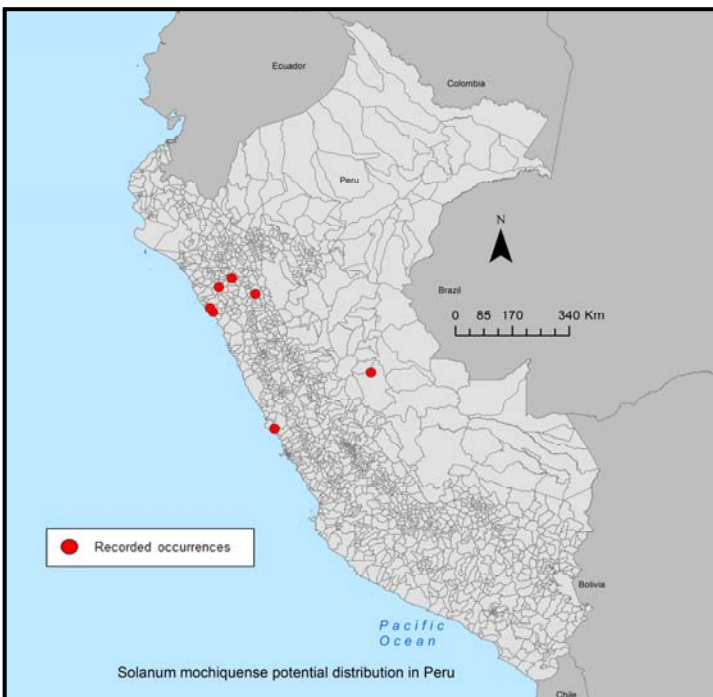 Ecuador
Colombia
Peru
N
Brazil
0 85 170 340 Km
Recorded occurrences
Bolivia
Pacific
Ocean
Solanum mochiquense potential distribution in Peru
Chile